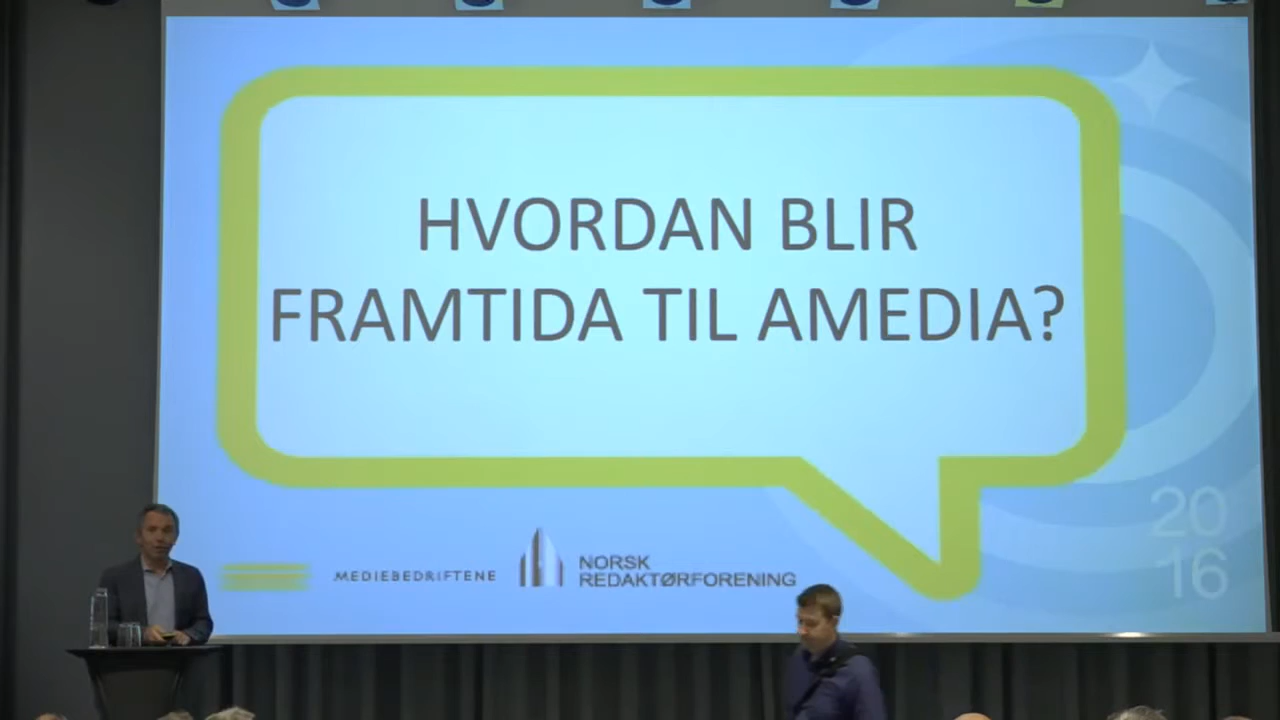 HVORDAN BLIR
FRAMTIDA TIL AMEDIA?
MEDIEBEDRIFTENE
NORSK
REDAKTØRFORENING
20
16